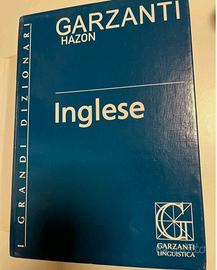 GARZANTI
HAZON
Inglese
I GRANDI DIZIONARI
G
GARZANTI
LINGUISTICA